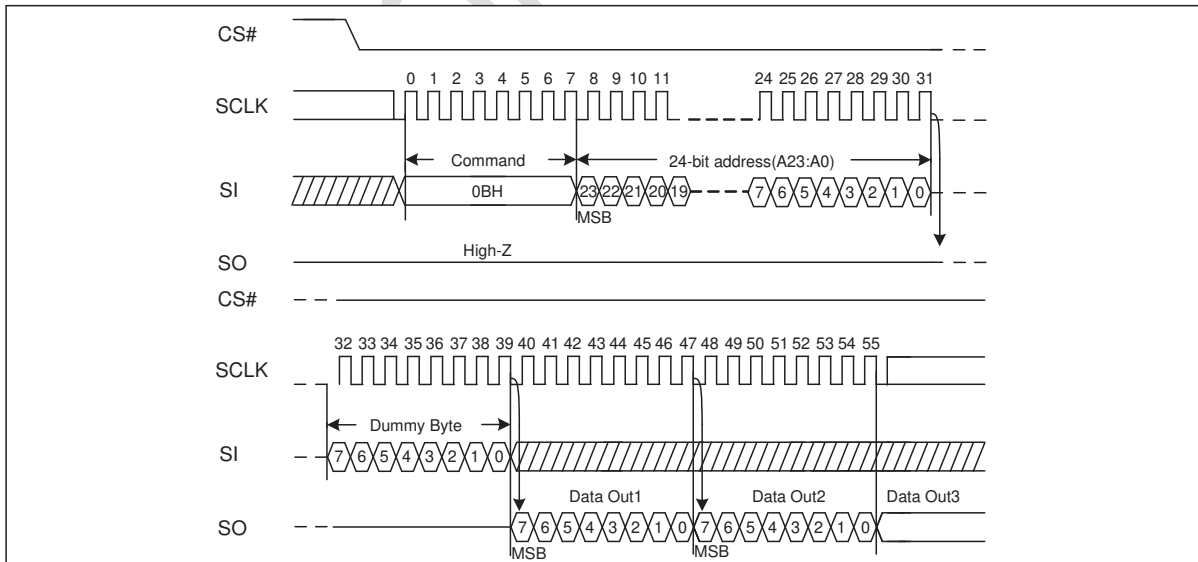 CS#
0 1 2 3 4 5 6 7 8 9 10 11 24 25 26 27 28 29 30 31
SCLK
Command 24-bit address(A23:A0)
SI 0BH 23 22 21 20 19 7 6 5 4 3 2 1 0
MSB
High-Z
SO
CS#
32 33 34 35 36 37 38 39 40 41 42 43 44 45 46 47 48 49 50 51 52 53 54 55
SCLK
Dummy Byte
SI 7 6 5 4 3 2 1 0
Data Out1 Data Out2 Data Out3
SO 7 6 5 4 3 2 1 0 7 6 5 4 3 2 1 0
MSB MSB